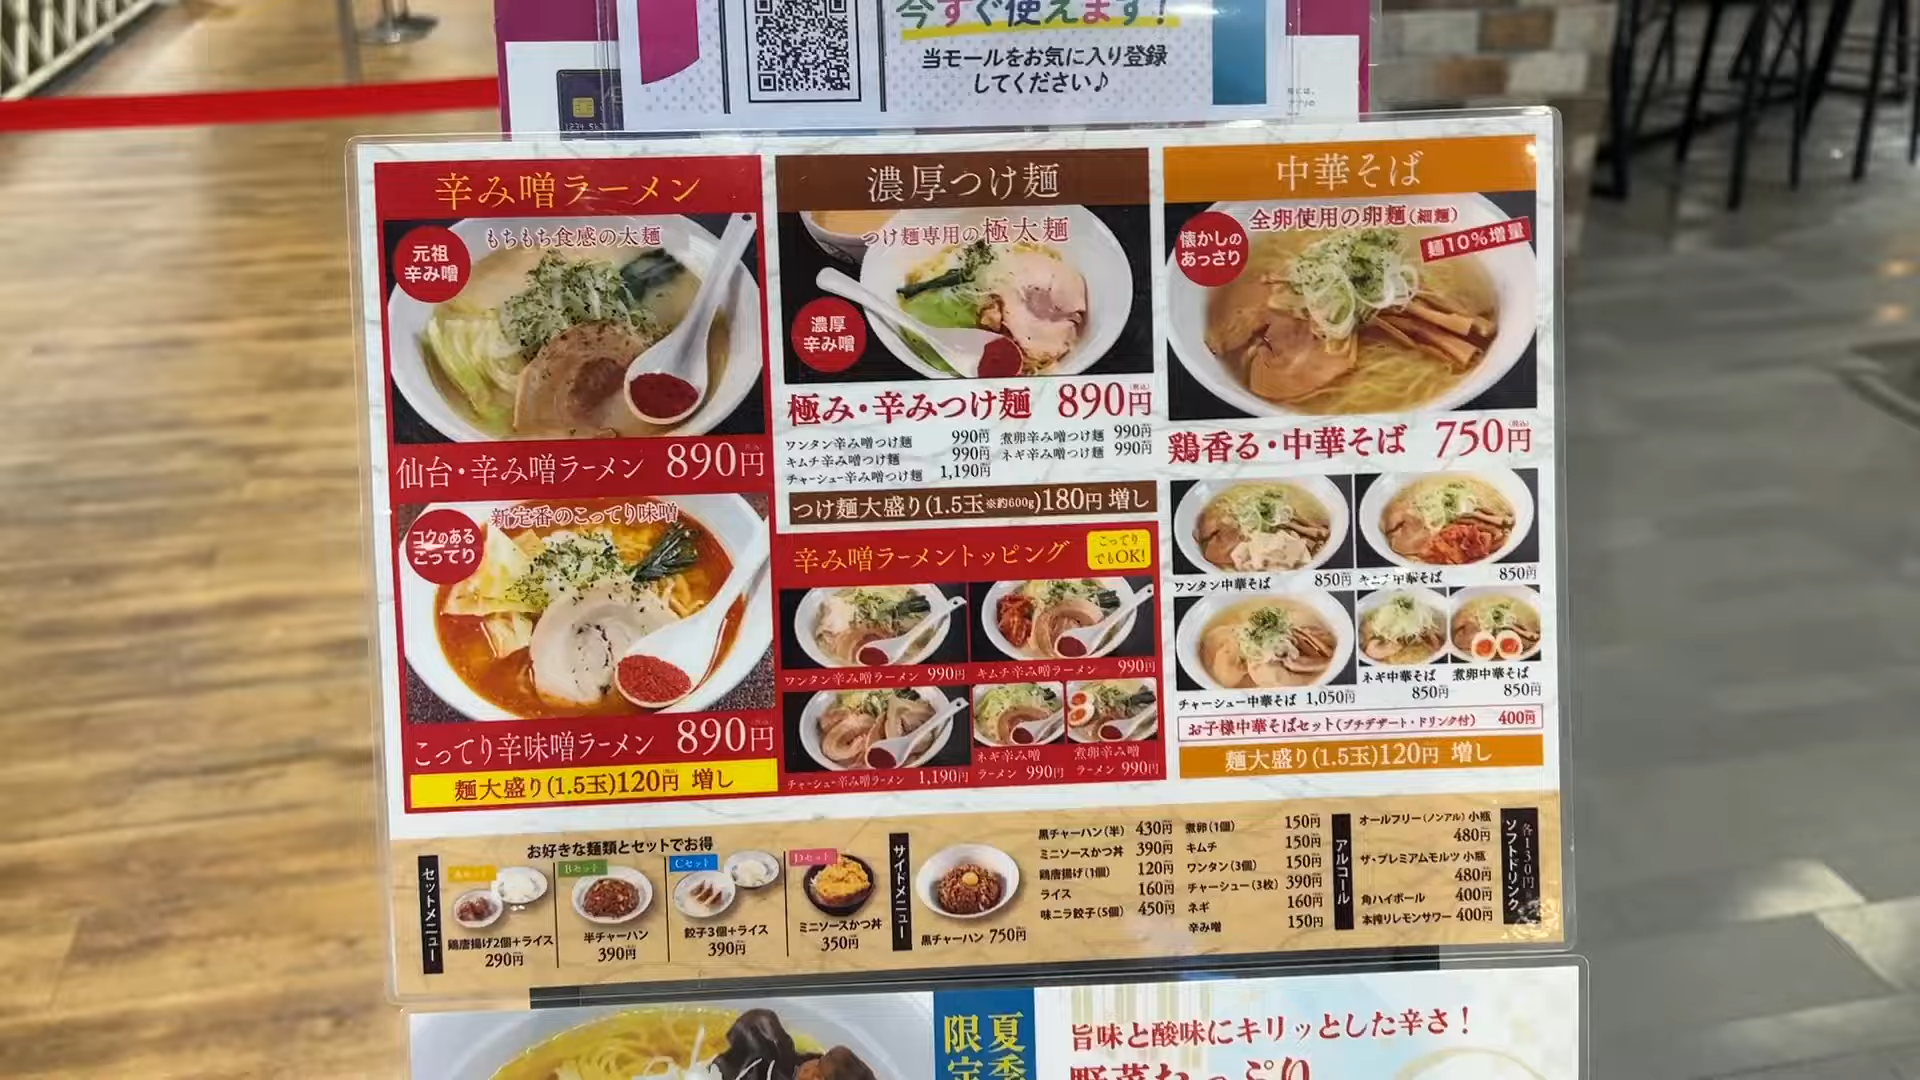 今すぐ使えます!
当モールをお気に入り登録
してください♪
辛み噌ラーメン
元祖
辛み噌
もちもち食感の太麺
仙台・辛み噌ラーメン 890円
コクのある
こってり
新定番のこってり味噌
こってり辛味噌ラーメン 890円
麺大盛り(1.5玉)120円 増し
濃厚つけ麺
つけ麺専用の極太麺
濃厚
辛み噌
極み・辛みつけ麺 890円
ワンタン辛み噌つけ麺 990円 煮卵辛み噌つけ麺 990円
キムチ辛み噌つけ麺 990円 ネギ辛み噌つけ麺 990円
チャーシュー辛み噌つけ麺 1,190円
つけ麺大盛り(1.5玉※約600g)180円 増し
辛み噌ラーメントッピング
こってり
でもOK!
ワンタン辛み噌ラーメン 990円 キムチ辛み噌ラーメン 990円
チャーシュー辛み噌ラーメン 1,190円
ネギ辛み噌
ラーメン 990円
煮卵辛み噌
ラーメン 990円
中華そば
全卵使用の卵麺(細麺)
懐かしの
あっさり
麺10%増量
鶏香る・中華そば 750円
ワンタン中華そば 850円 キムチ中華そば 850円
チャーシュー中華そば 1,050円
ネギ中華そば
850円
煮卵中華そば
850円
お子様中華そばセット(プチデザート・ドリンク付) 400円
麺大盛り(1.5玉)120円 増し
お好きな麺類とセットでお得
セットメニュー
Aセット
鶏唐揚げ2個+ライス
290円
Bセット
半チャーハン
390円
Cセット
餃子3個+ライス
390円
Dセット
ミニソースかつ丼
350円
サイドメニュー
黒チャーハン 750円
黒チャーハン(半) 430円
ミニソースかつ丼 390円
鶏唐揚げ(1個) 120円
ライス 160円
味ニラ餃子(5個) 450円
煮卵(1個) 150円
キムチ 150円
ワンタン(3個) 150円
チャーシュー(3枚) 390円
ネギ 160円
辛み噌 150円
アルコール
オールフリー(ノンアル)小瓶
480円
ザ・プレミアムモルツ 小瓶
480円
角ハイボール 400円
本搾りレモンサワー 400円
ソフトドリンク
各130円
夏季
限定
旨味と酸味にキリッとした辛さ!
野菜たっぷり